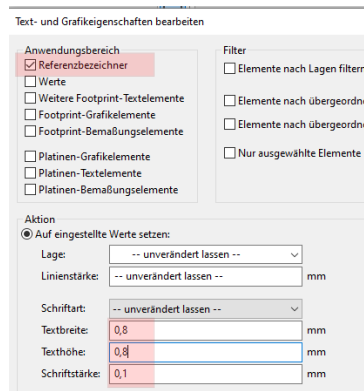 Text- und Grafikeigenschaften bearbeiten
Anwendungsbereich
Referenzbezeichner
Werte
Weitere Footprint-Textelemente
Footprint-Grafikelemente
Footprint-Bemaßungselemente
Platinen-Grafikelemente
Platinen-Textelemente
Platinen-Bemaßungselemente
Filter
Elemente nach Lagen filtern
Elemente nach übergeordn
Elemente nach übergeordn
Nur ausgewählte Elemente
Aktion
Auf eingestellte Werte setzen:
Lage: -- unverändert lassen --
Linienstärke: -- unverändert lassen -- mm
Schriftart: -- unverändert lassen --
Textbreite: 0,8 mm
Texthöhe: 0,8 mm
Schriftstärke: 0,1 mm